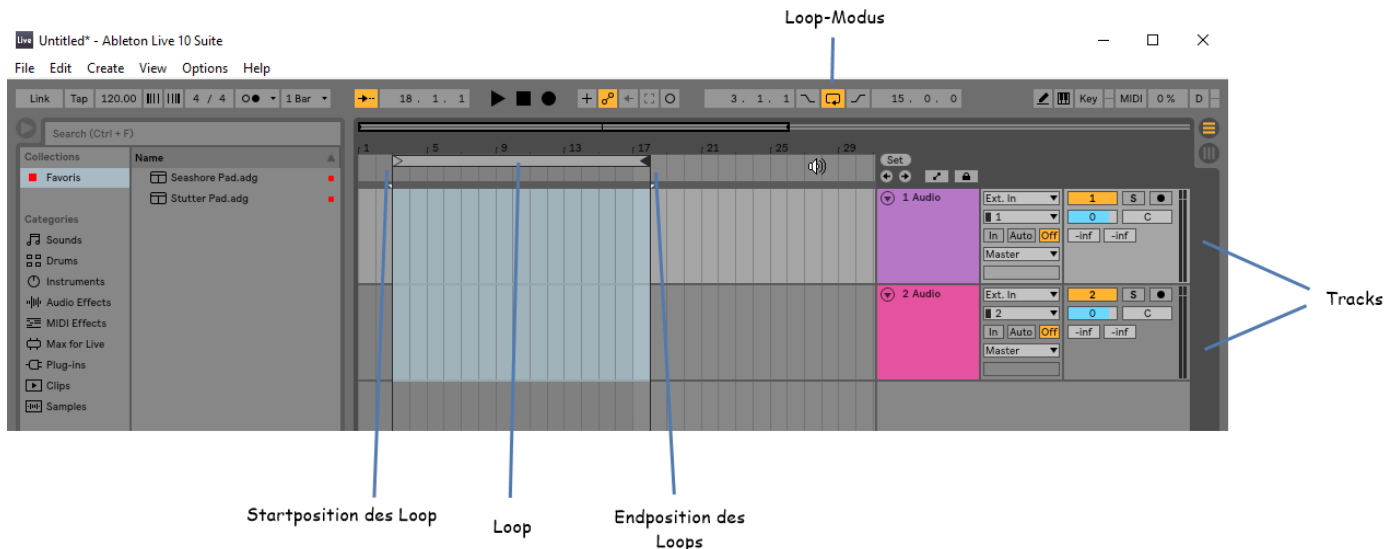 Loop-Modus
Live Untitled* - Ableton Live 10 Suite
File Edit Create View Options Help
Link Tap 120.00 4 / 4 1 Bar 18. 1. 1 3. 1. 1 15. 0. 0 Key MIDI 0 % D
Search (Ctrl + F)
Collections Name
Favoris Seashore Pad.adg
Stutter Pad.adg
Categories
Sounds
Drums
Instruments
Audio Effects
MIDI Effects
Max for Live
Plug-ins
Clips
Samples
1 5 9 13 17 21 25 29
Set
1 Audio Ext. In 1 S
1 0 C
In Auto Off -inf -inf
Master
2 Audio Ext. In 2 S
2 0 C
In Auto Off -inf -inf
Master
Tracks
Startposition des Loop
Loop
Endposition des
Loops